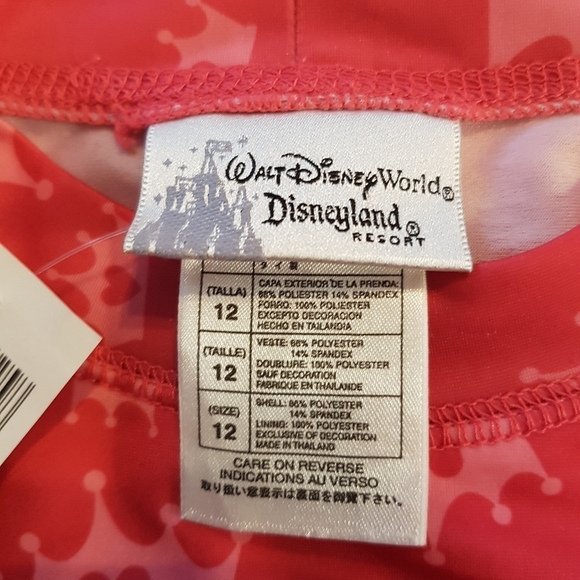 WALT DISNEY World®
Disneyland®
RESORT
タイ製
(TALLA)
12
CAPA EXTERIOR DE LA PRENDA:
86% POLIESTER 14% SPANDEX
FORRO: 100% POLIESTER
EXCEPTO DECORACION
HECHO EN TAILANDIA
(TAILLE)
12
VESTE: 86% POLYESTER
14% SPANDEX
DOUBLURE: 100% POLYESTER
SAUF DECORATION
FABRIQUE EN THAILANDE
(SIZE)
12
SHELL: 86% POLYESTER
14% SPANDEX
LINING: 100% POLYESTER
EXCLUSIVE OF DECORATION
MADE IN THAILAND
CARE ON REVERSE
INDICATIONS AU VERSO
取り扱い意表示は裏面を御覧下さい